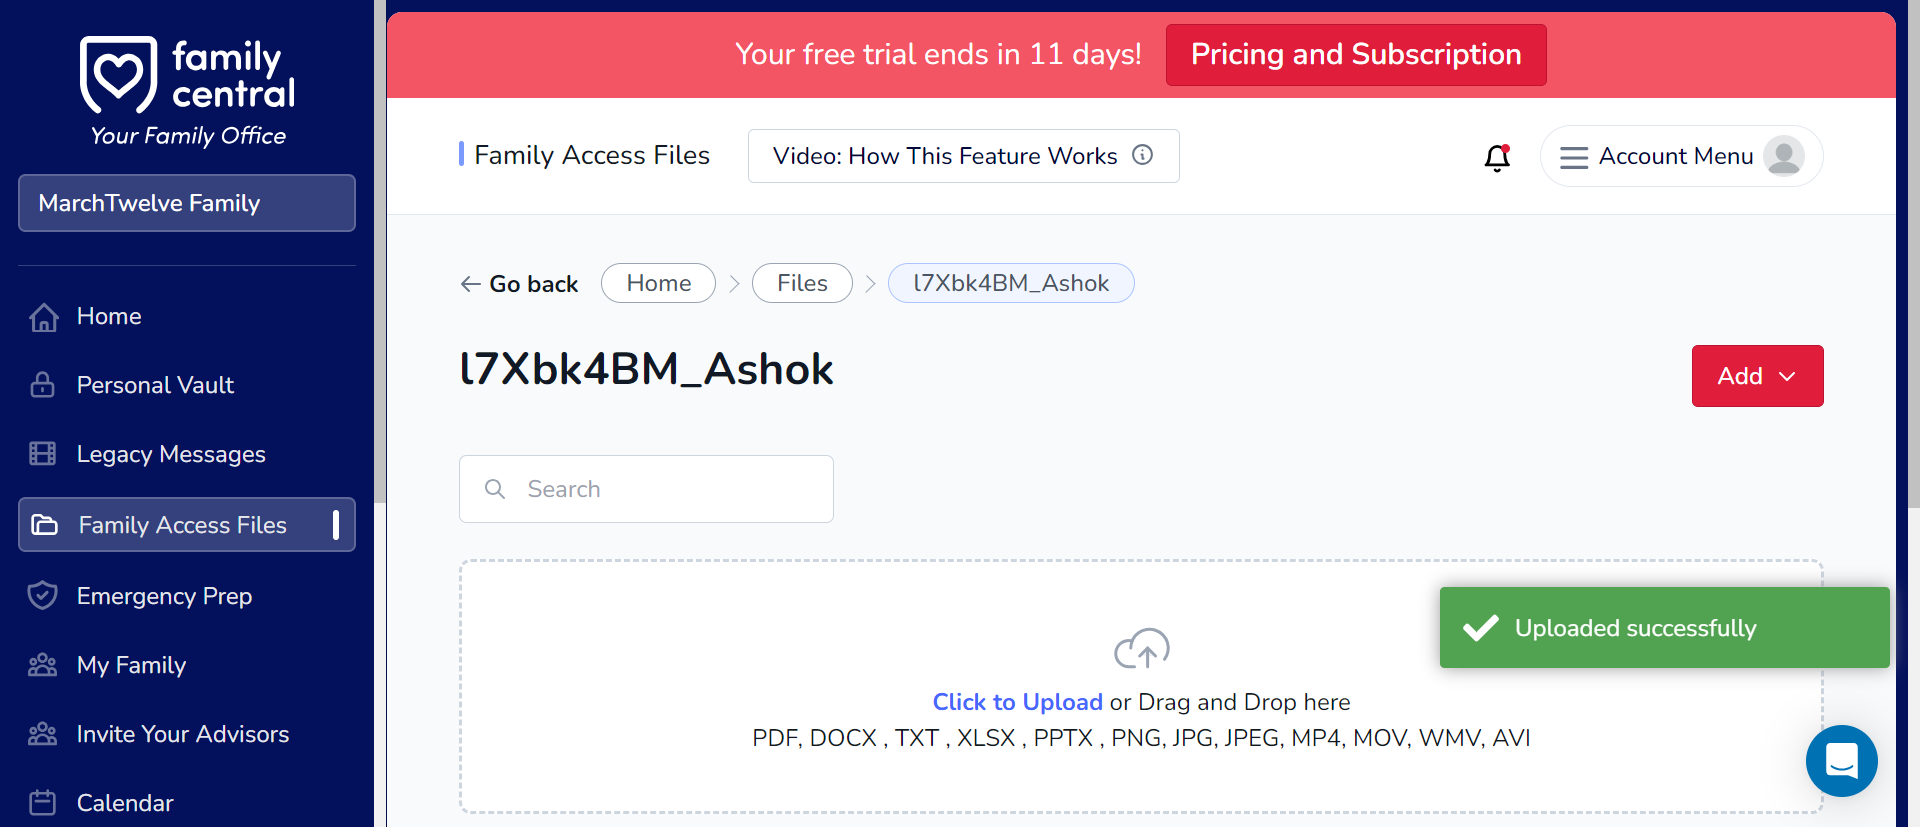 family
central
Your Family Office
MarchTwelve Family
Home
Personal Vault
Legacy Messages
Family Access Files
Emergency Prep
My Family
Invite Your Advisors
Calendar
Your free trial ends in 11 days!
Pricing and Subscription
Family Access Files
Video: How This Feature Works
Account Menu
Go back
Home
Files
l7Xbk4BM_Ashok
l7Xbk4BM_Ashok
Add
Search
Uploaded successfully
Click to Upload or Drag and Drop here
PDF, DOCX , TXT , XLSX , PPTX , PNG, JPG, JPEG, MP4, MOV, WMV, AVI